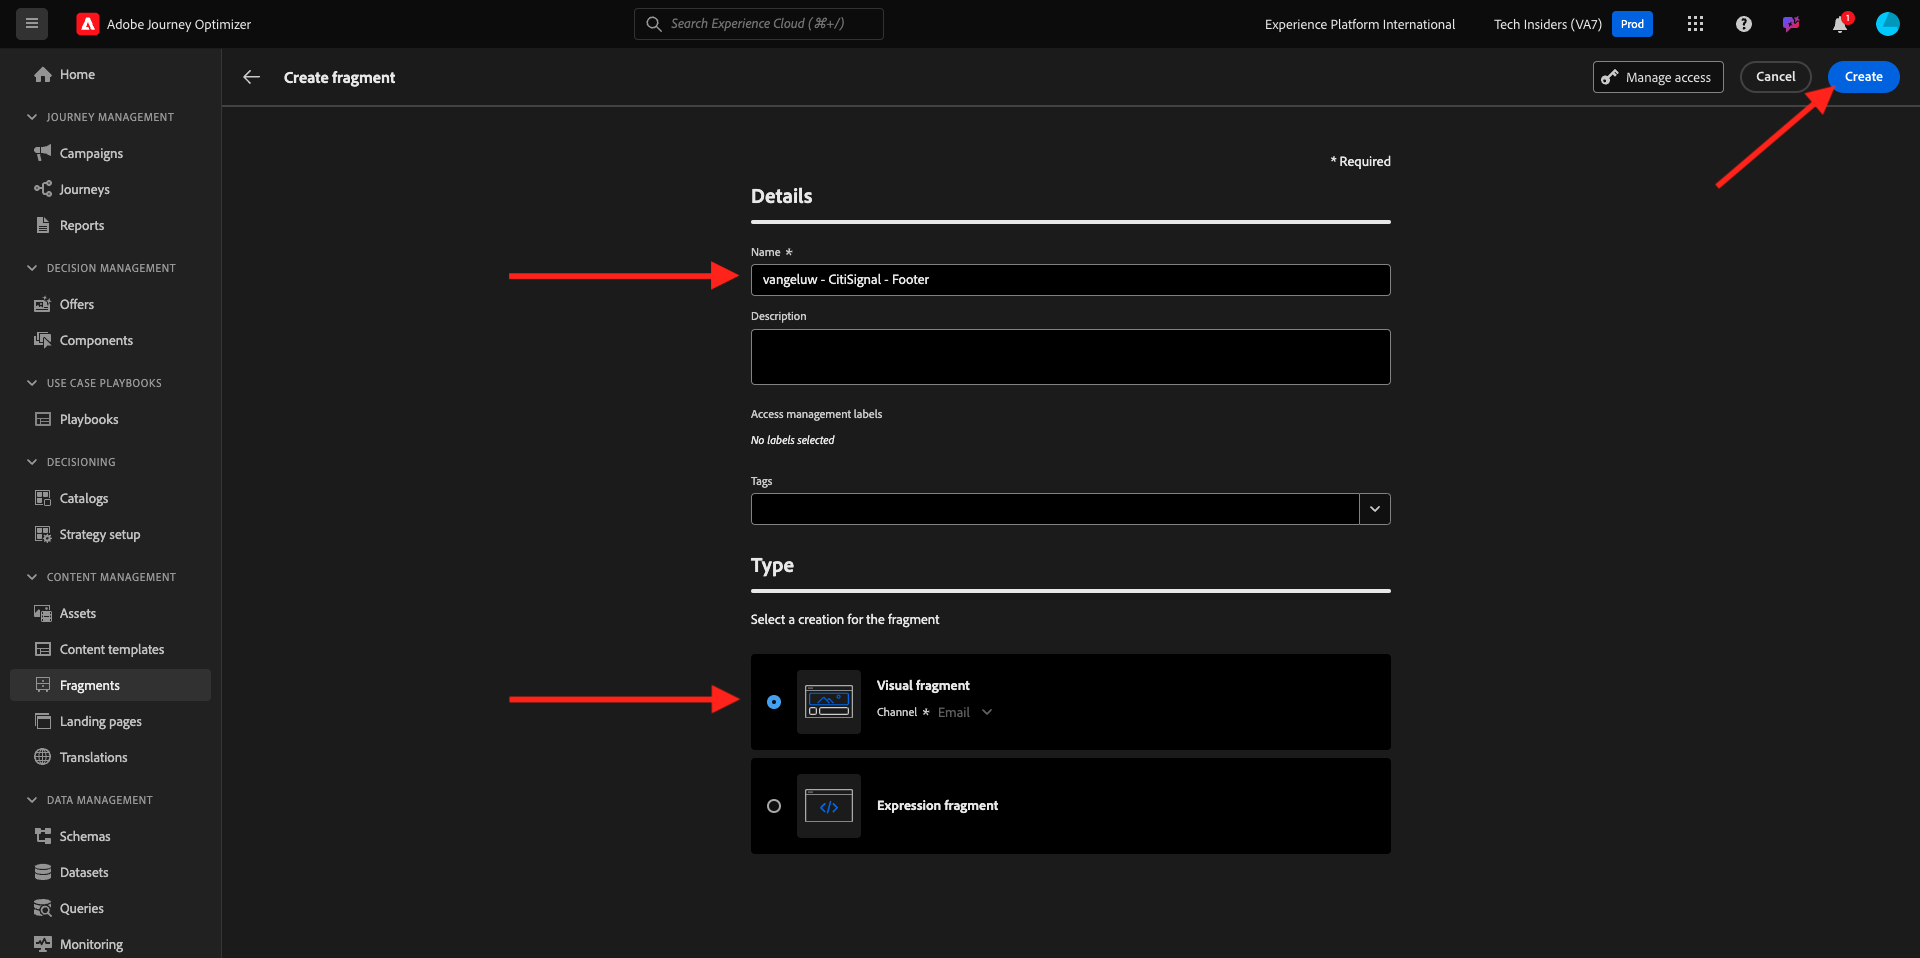 Adobe Journey Optimizer
Search Experience Cloud (⌘+/)
Experience Platform International
Tech Insiders (VA7)
Prod
1
Home
JOURNEY MANAGEMENT
Campaigns
Journeys
Reports
DECISION MANAGEMENT
Offers
Components
USE CASE PLAYBOOKS
Playbooks
DECISIONING
Catalogs
Strategy setup
CONTENT MANAGEMENT
Assets
Content templates
Fragments
Landing pages
Translations
DATA MANAGEMENT
Schemas
Datasets
Queries
Monitoring
Create fragment
Manage access
Cancel
Create
* Required
Details
Name *
vangeluw - CitiSignal - Footer
Description
Access management labels
No labels selected
Tags
Type
Select a creation for the fragment
Visual fragment
Channel * Email
</>
Expression fragment